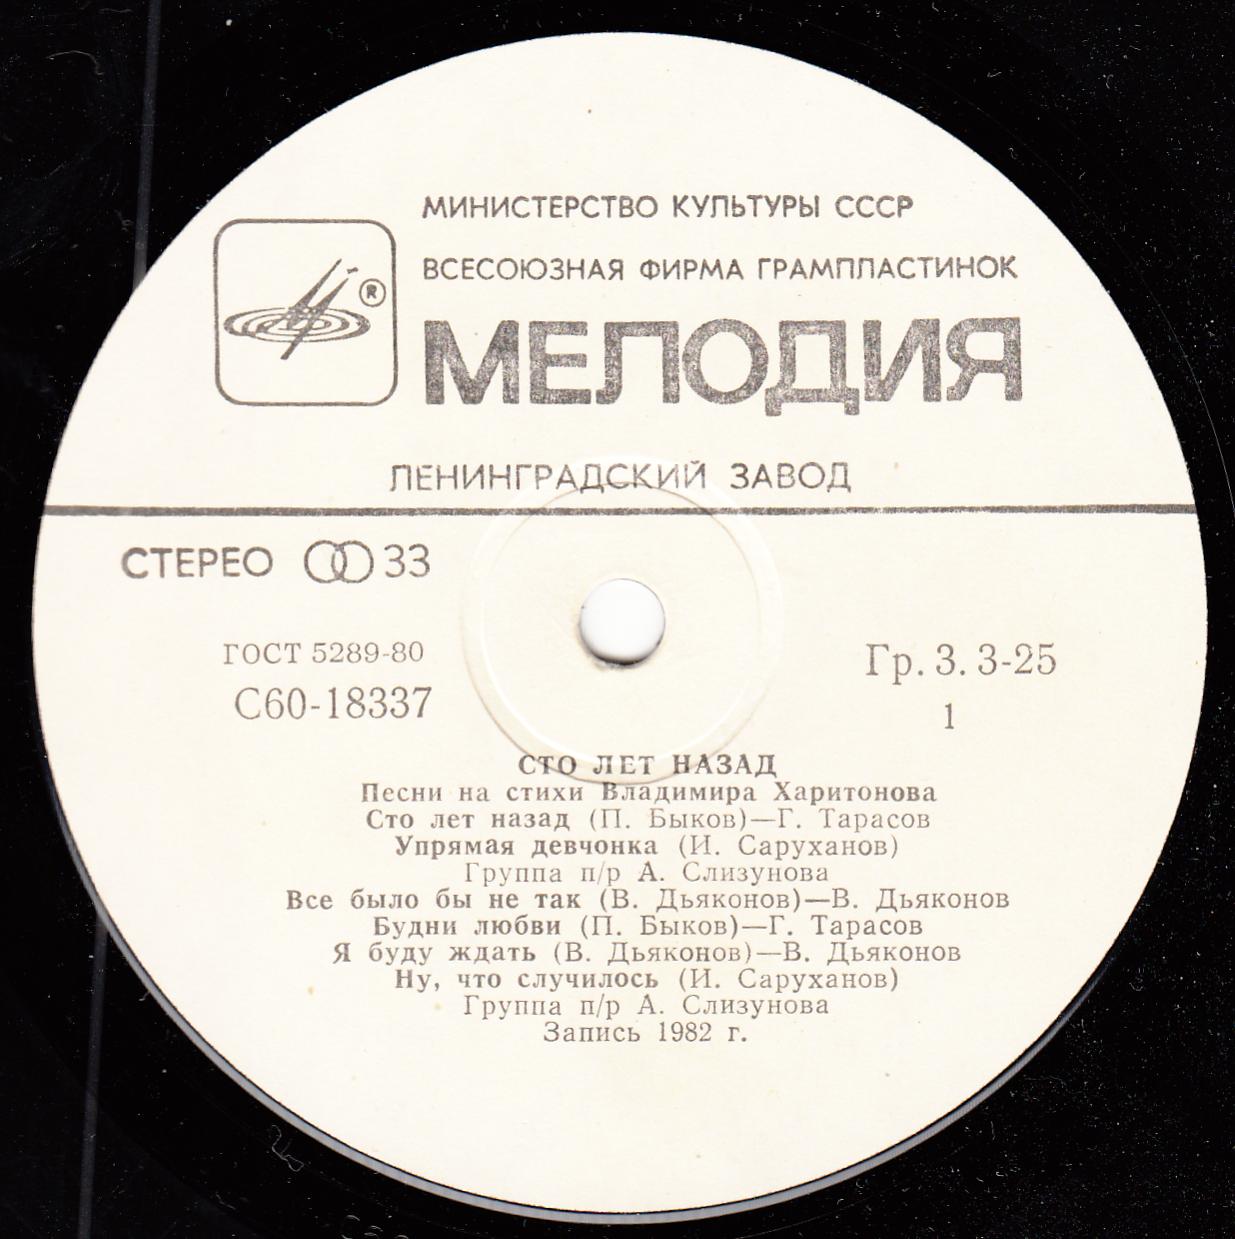 МИНИСТЕРСТВО КУЛЬТУРЫ СССР
ВСЕСОЮЗНАЯ ФИРМА ГРАМПЛАСТИНОК
®
МЕЛОДИЯ
ЛЕНИНГРАДСКИЙ ЗАВОД
СТЕРЕО 33
ГОСТ 5289-80
Гр. 3. 3-25
С60-18337
1
СТО ЛЕТ НАЗАД
Песни на стихи Владимира Харитонова
Сто лет назад (П. Быков)—Г. Тарасов
Упрямая девчонка (И. Саруханов)
Группа п/р А. Слизунова
Все было бы не так (В. Дьяконов)—В. Дьяконов
Будни любви (П. Быков)—Г. Тарасов
Я буду ждать (В. Дьяконов)—В. Дьяконов
Ну, что случилось (И. Саруханов)
Группа п/р А. Слизунова
Запись 1982 г.